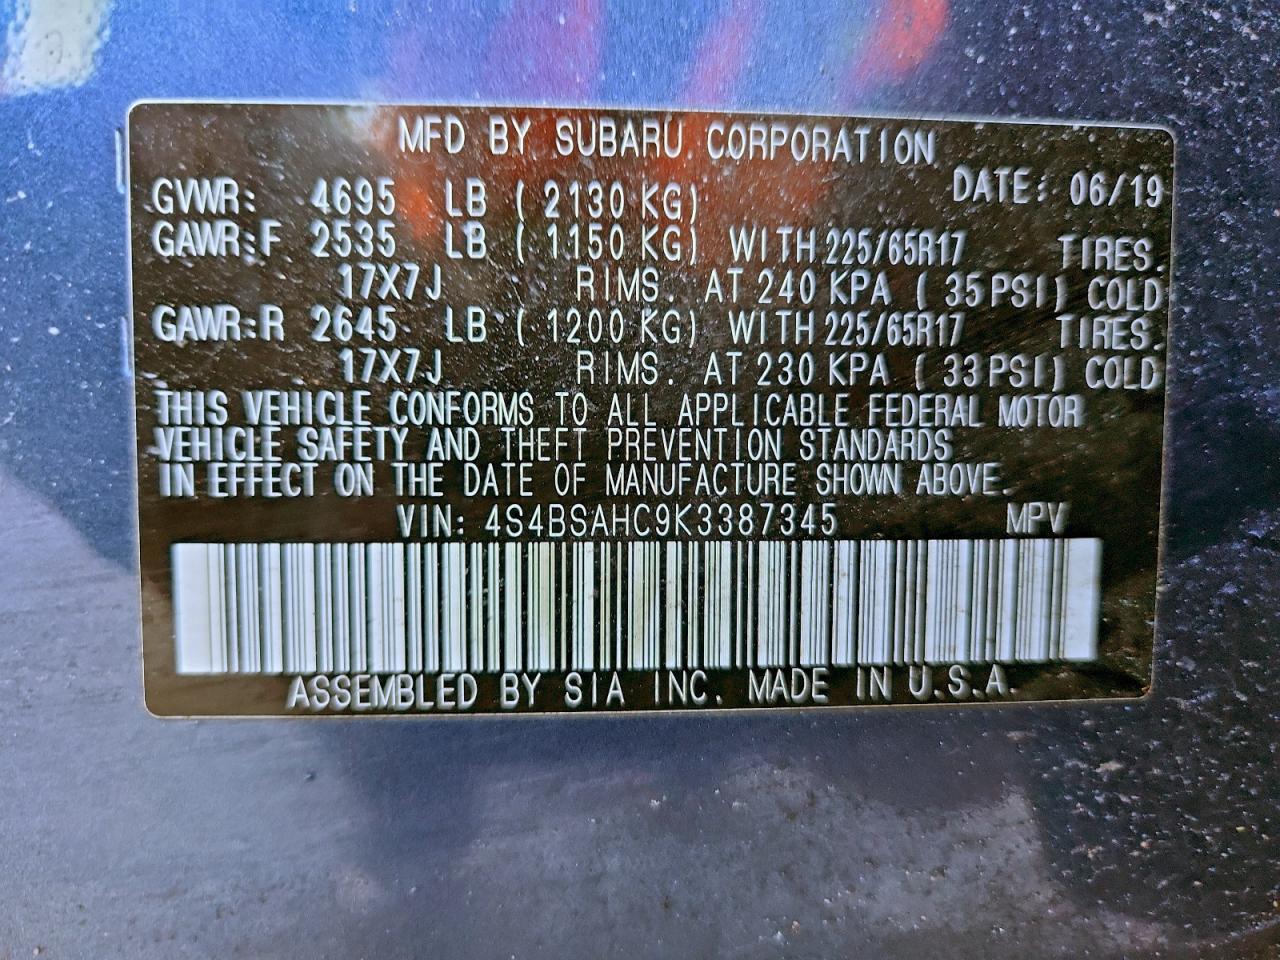 MFD BY SUBARU CORPORATION
DATE: 06/19
GVWR: 4695 LB (2130 KG)
GAWR:F 2535 LB (1150 KG) WITH 225/65R17 TIRES.
17X7J RIMS. AT 240 KPA (35 PSI) COLD
GAWR:R 2645 LB (1200 KG) WITH 225/65R17 TIRES.
17X7J RIMS. AT 230 KPA (33 PSI) COLD
THIS VEHICLE CONFORMS TO ALL APPLICABLE FEDERAL MOTOR
VEHICLE SAFETY AND THEFT PREVENTION STANDARDS
IN EFFECT ON THE DATE OF MANUFACTURE SHOWN ABOVE.
VIN: 4S4BSAHC9K3387345 MPV
ASSEMBLED BY SIA INC. MADE IN U.S.A.